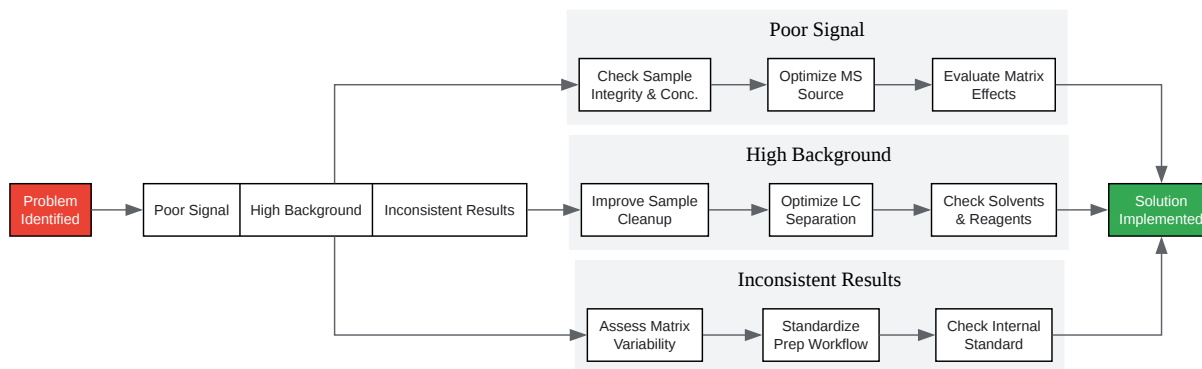 Problem
Identified
Poor Signal
High Background
Inconsistent Results
Poor Signal
Check Sample
Integrity & Conc.
Optimize MS
Source
Evaluate Matrix
Effects
High Background
Improve Sample
Cleanup
Optimize LC
Separation
Check Solvents
& Reagents
Inconsistent Results
Assess Matrix
Variability
Standardize
Prep Workflow
Check Internal
Standard
Solution
Implemented